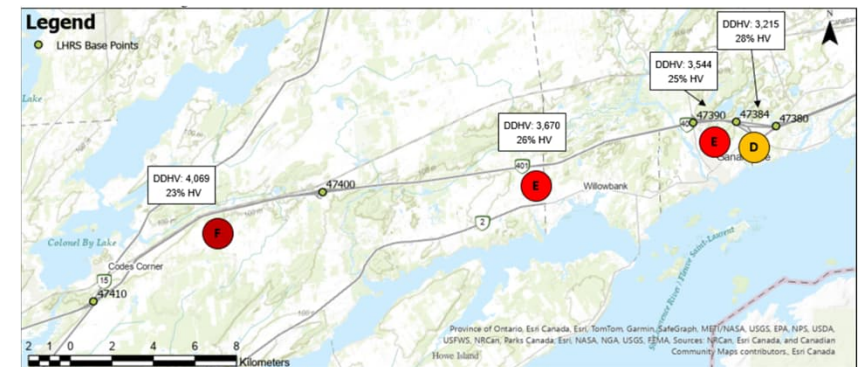 Legend
LHRS Base Points
N
DDHV: 3,215
28% HV
DDHV: 3,544
25% HV
Lake
47390
47384
47380
DDHV: 3,670
26% HV
E
D
401
E
Willowbank
DDHV: 4,069
23% HV
47400
2
F
Colonel By Lake
Codes Corner
15
47410
Province of Ontario, Esri Canada, Esri, TomTom, Garmin, SafeGraph, METI/NASA, USGS, EPA, NPS, USDA,
USFWS, NRCan, Parks Canada, Esri, NASA, NGA, USGS, FEMA, Sources: NRCan, Esri Canada, and Canadian
Community Maps contributors., Esri Canada
2 1 0 2 4 6 8
Kilometers
Howe Island